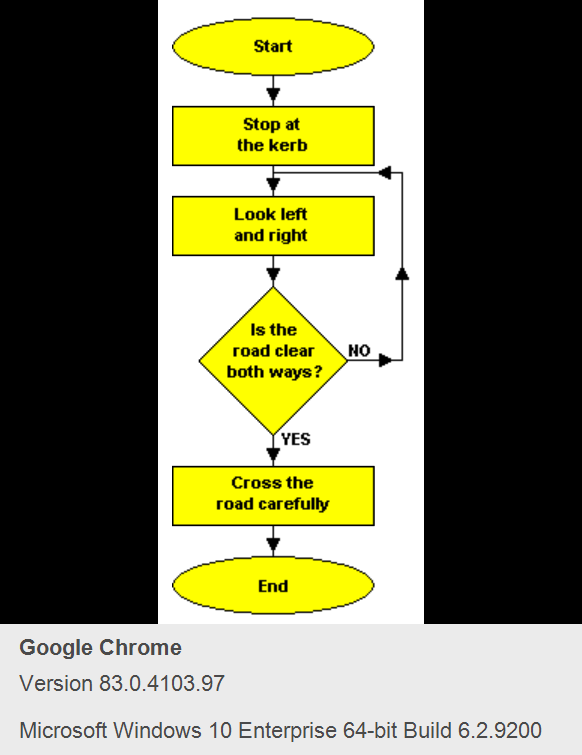 Start
Stop at
the kerb
Look left
and right
Is the
road clear
both ways?
NO
YES
Cross the
road carefully
End
Google Chrome
Version 83.0.4103.97
Microsoft Windows 10 Enterprise 64-bit Build 6.2.9200